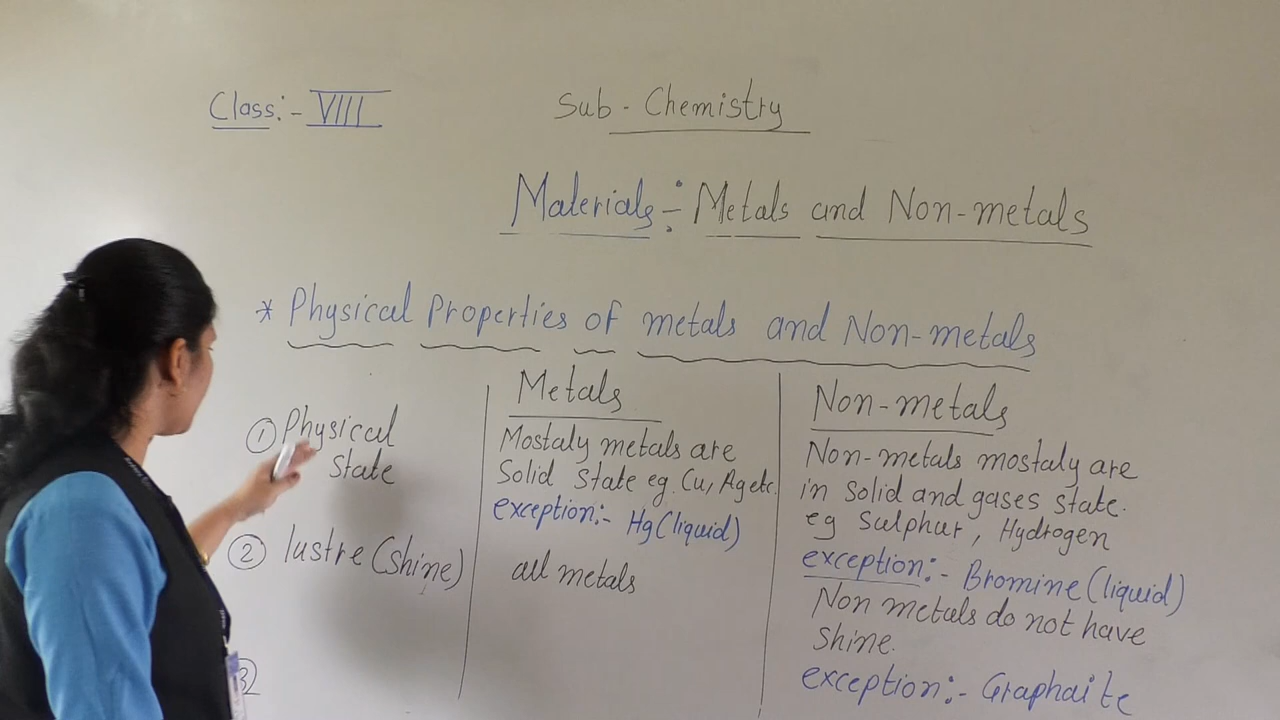 Class:- VIII
Sub - Chemistry
Materials :- Metals and Non-metals
* Physical Properties of metals and Non-metals
Metals
Non-metals
① Physical
State
Mostaly metals are
Solid State eg. Cu, Ag etc.
exception:- Hg (liquid)
Non-metals mostaly are
in Solid and gases state.
eg Sulphur, Hydrogen
exception:- Bromine (liquid)
② lustre (shine)
all metals
Non metals do not have
Shine.
exception:- Graphaite
③